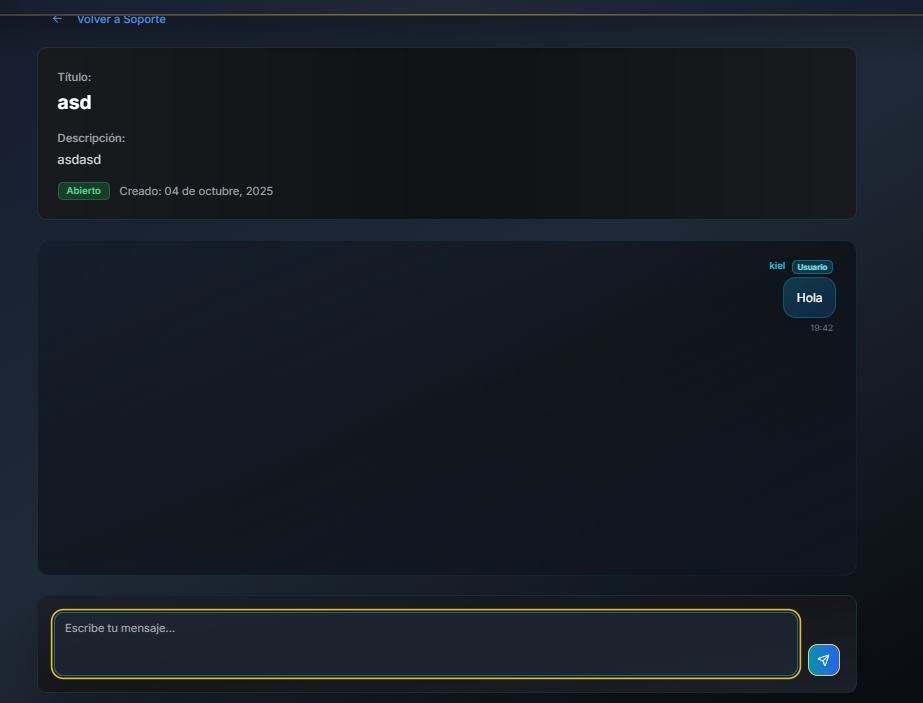 ← Volver a Soporte
Título:
asd
Descripción:
asdasd
Abierto Creado: 04 de octubre, 2025
kiel Usuario
Hola
19:42
Escribe tu mensaje...